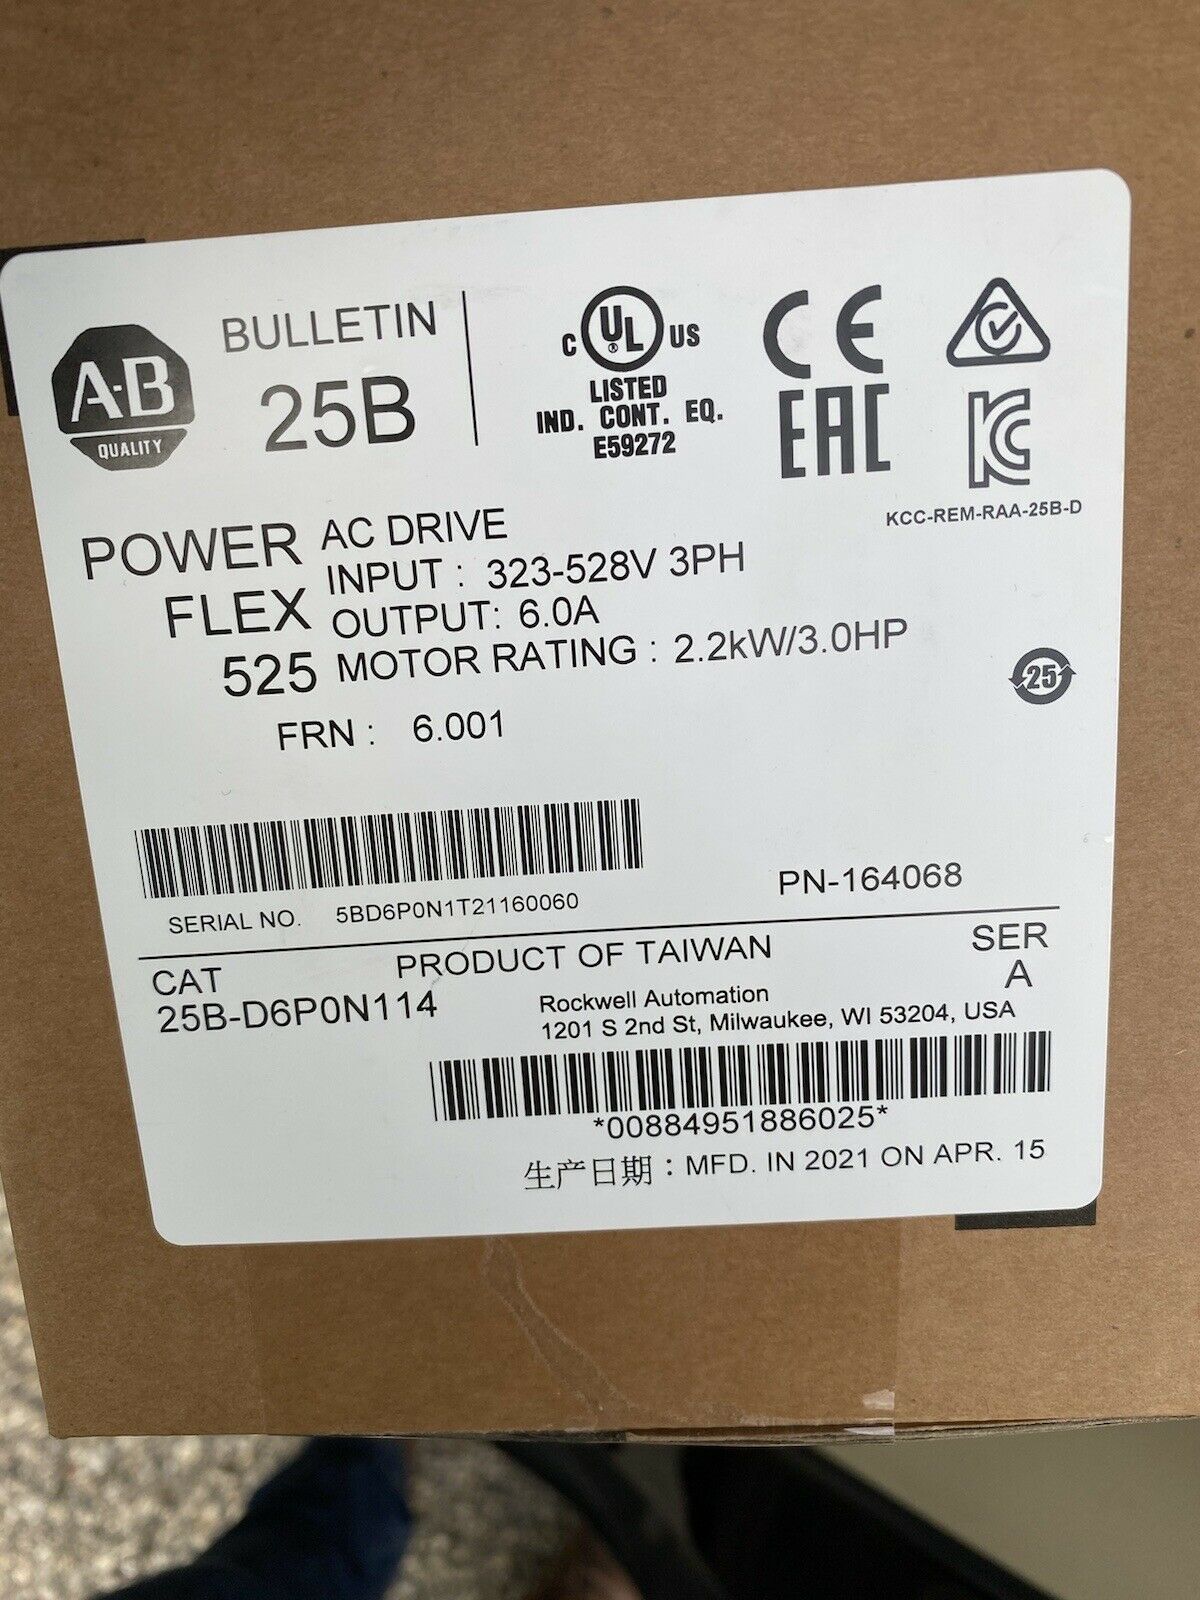 A-B
QUALITY
BULLETIN
25B
C UL US
®
LISTED
IND. CONT. EQ.
E59272
CE
EAC
KC
KCC-REM-RAA-25B-D
POWER
FLEX
525
AC DRIVE
INPUT : 323-528V 3PH
OUTPUT: 6.0A
MOTOR RATING : 2.2kW/3.0HP
25
FRN : 6.001
SERIAL NO. 5BD6P0N1T21160060
PN-164068
CAT
25B-D6P0N114
PRODUCT OF TAIWAN
SER
A
Rockwell Automation
1201 S 2nd St, Milwaukee, WI 53204, USA
*00884951886025*
生产日期：MFD. IN 2021 ON APR. 15